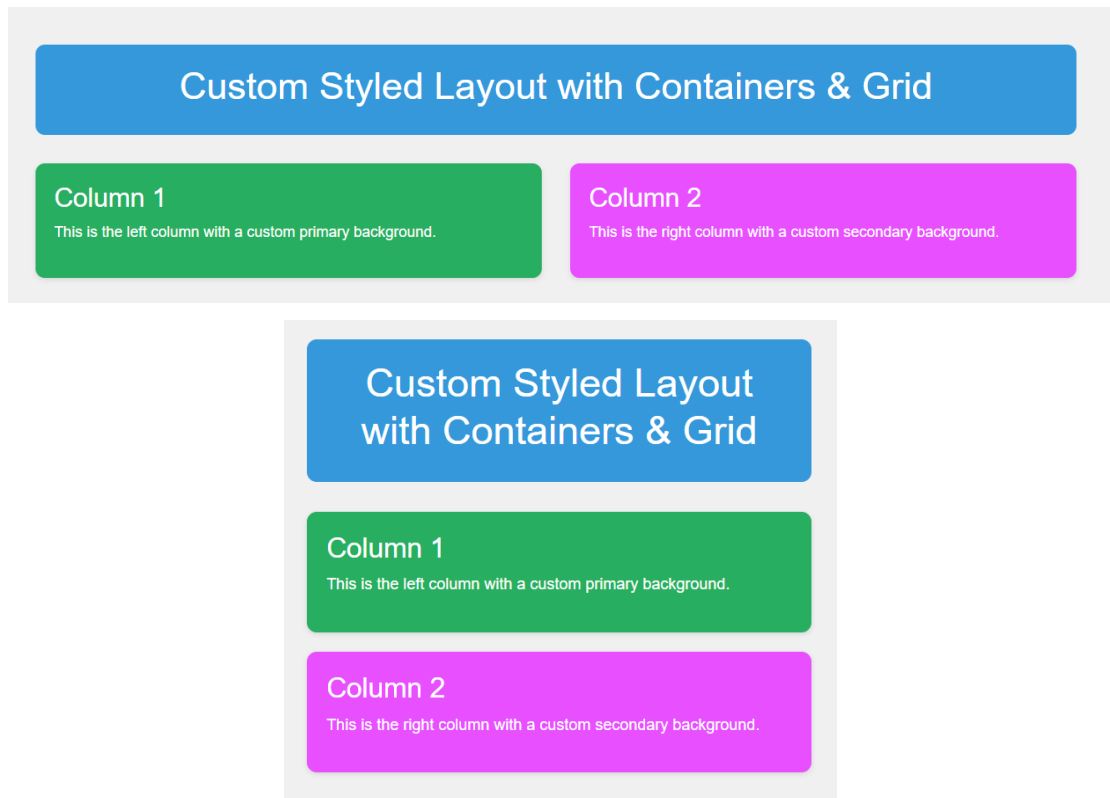 Custom Styled Layout with Containers & Grid
Column 1
This is the left column with a custom primary background.
Column 2
This is the right column with a custom secondary background.
Custom Styled Layout
with Containers & Grid
Column 1
This is the left column with a custom primary background.
Column 2
This is the right column with a custom secondary background.